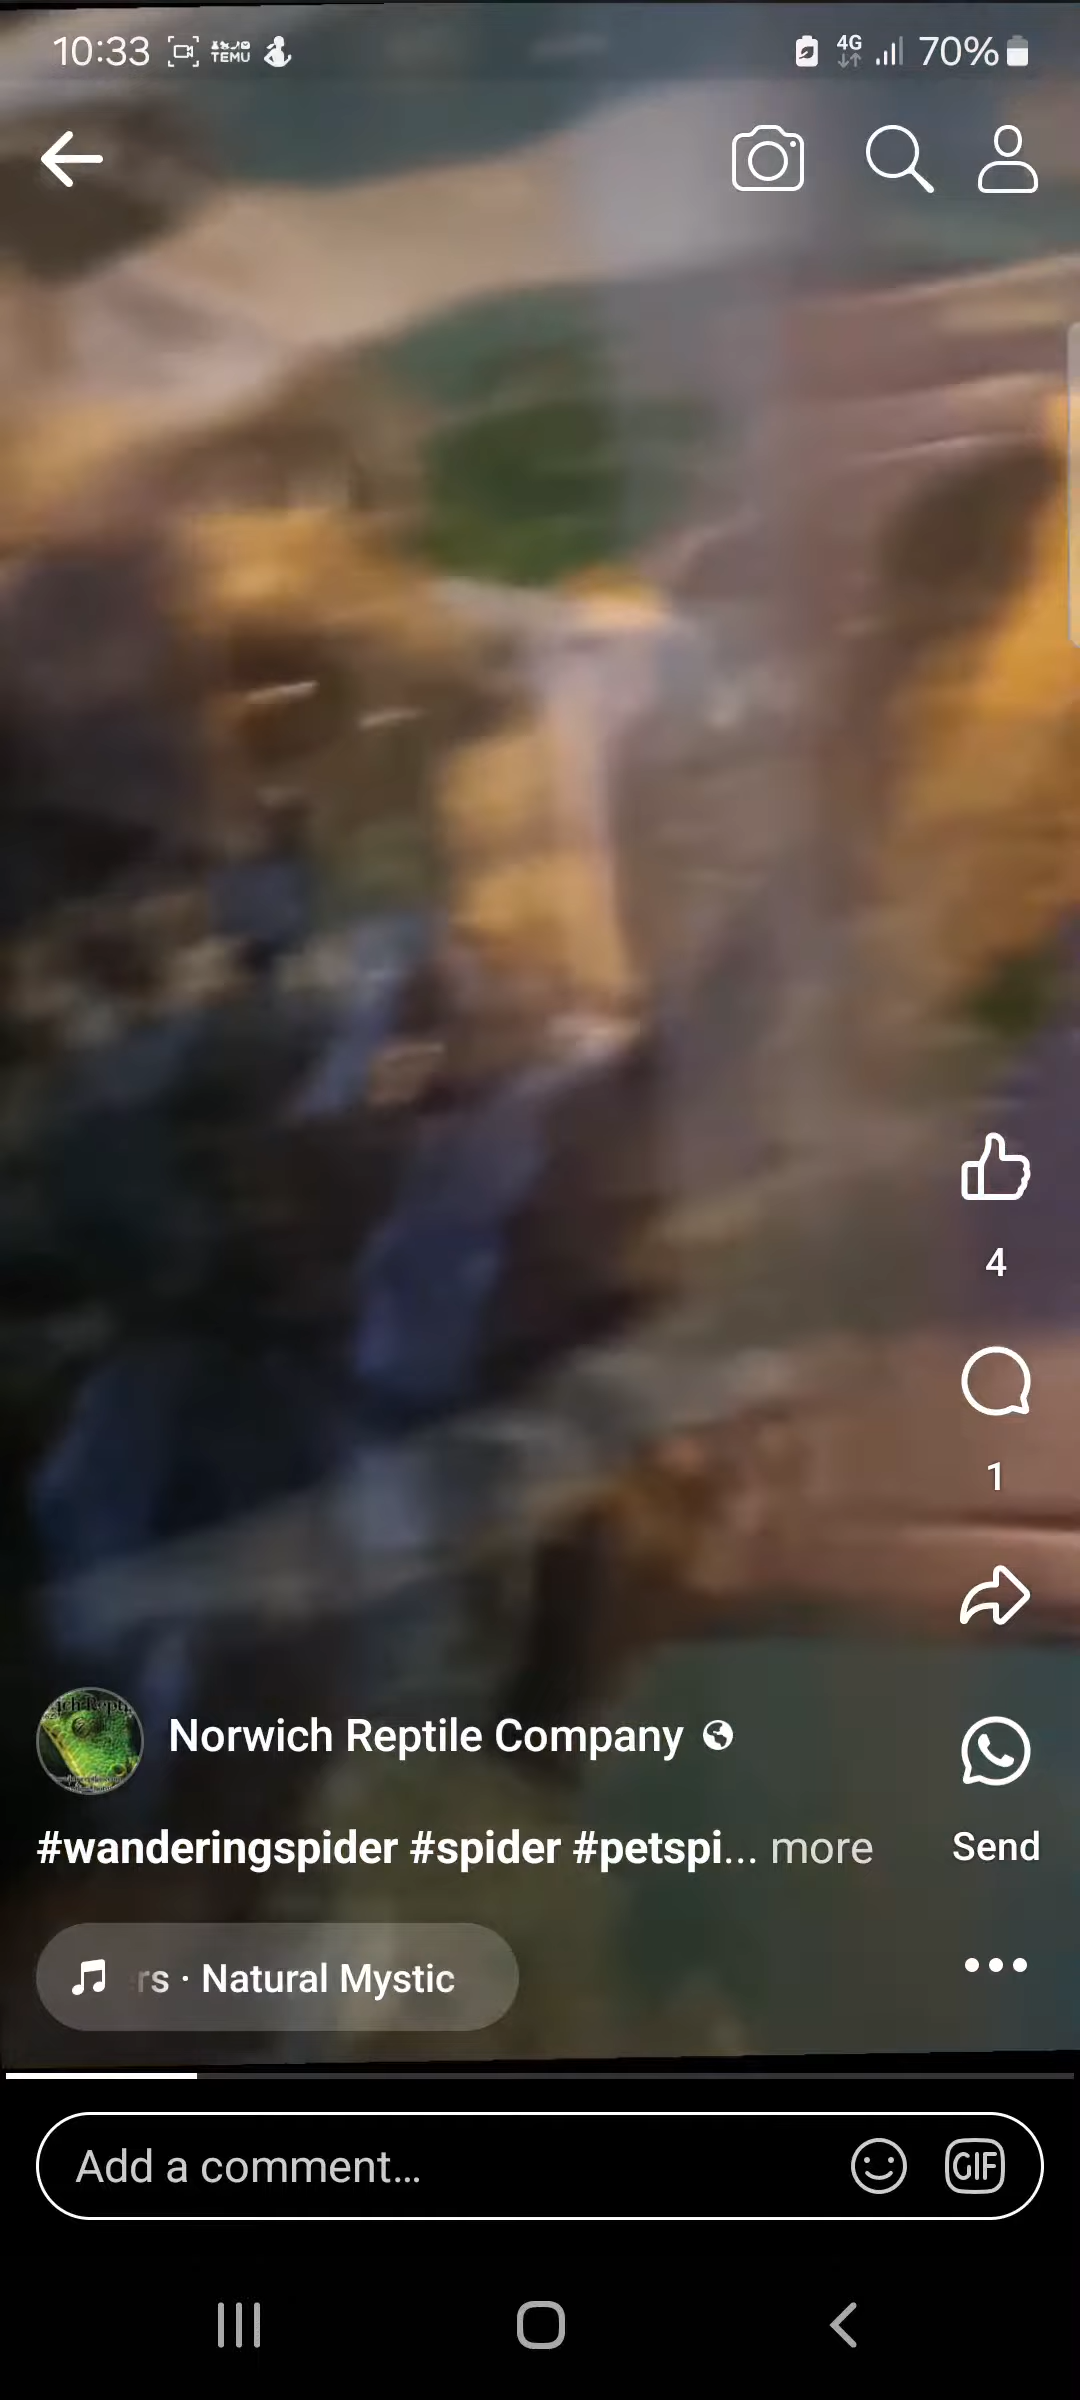 10:33 TEMU 4G 70%
4
1
Norwich Reptile Company
#wanderingspider #spider #petspi... more
Send
rs · Natural Mystic
Add a comment...
GIF